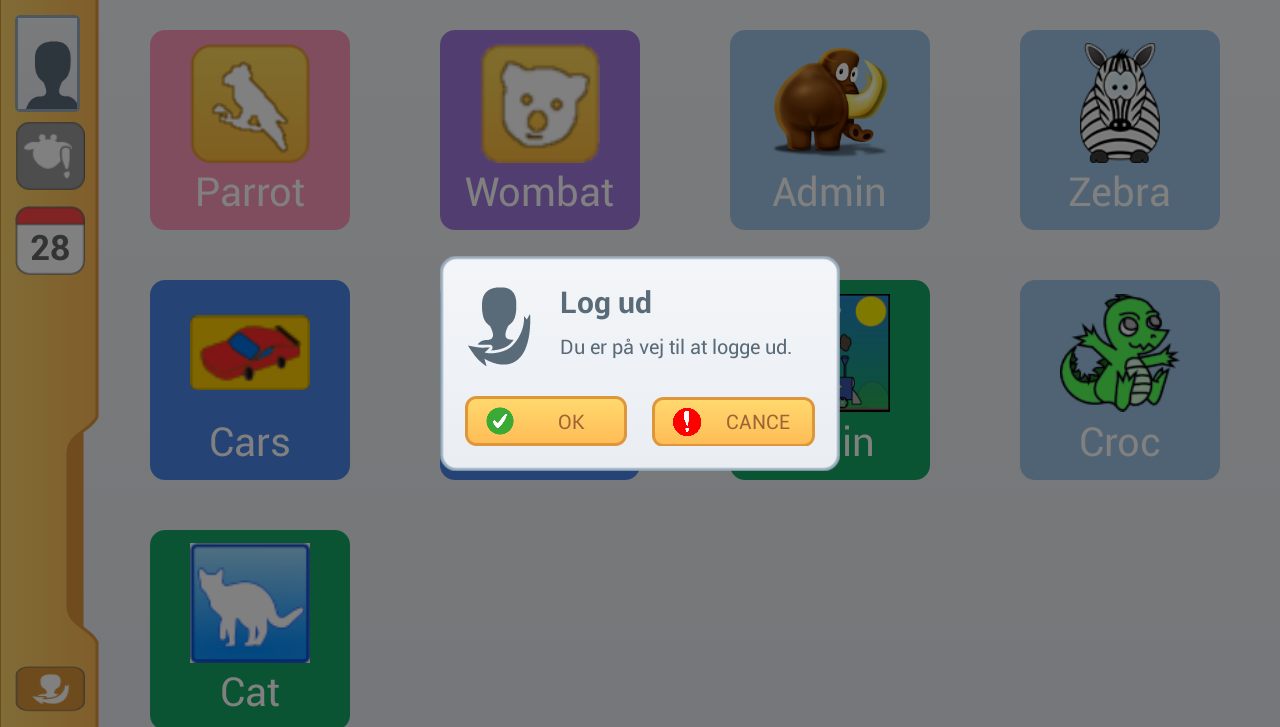 Parrot
Wombat
Admin
Zebra
28
Log ud
Du er på vej til at logge ud.
OK
CANCE
Cars
in
Croc
Cat